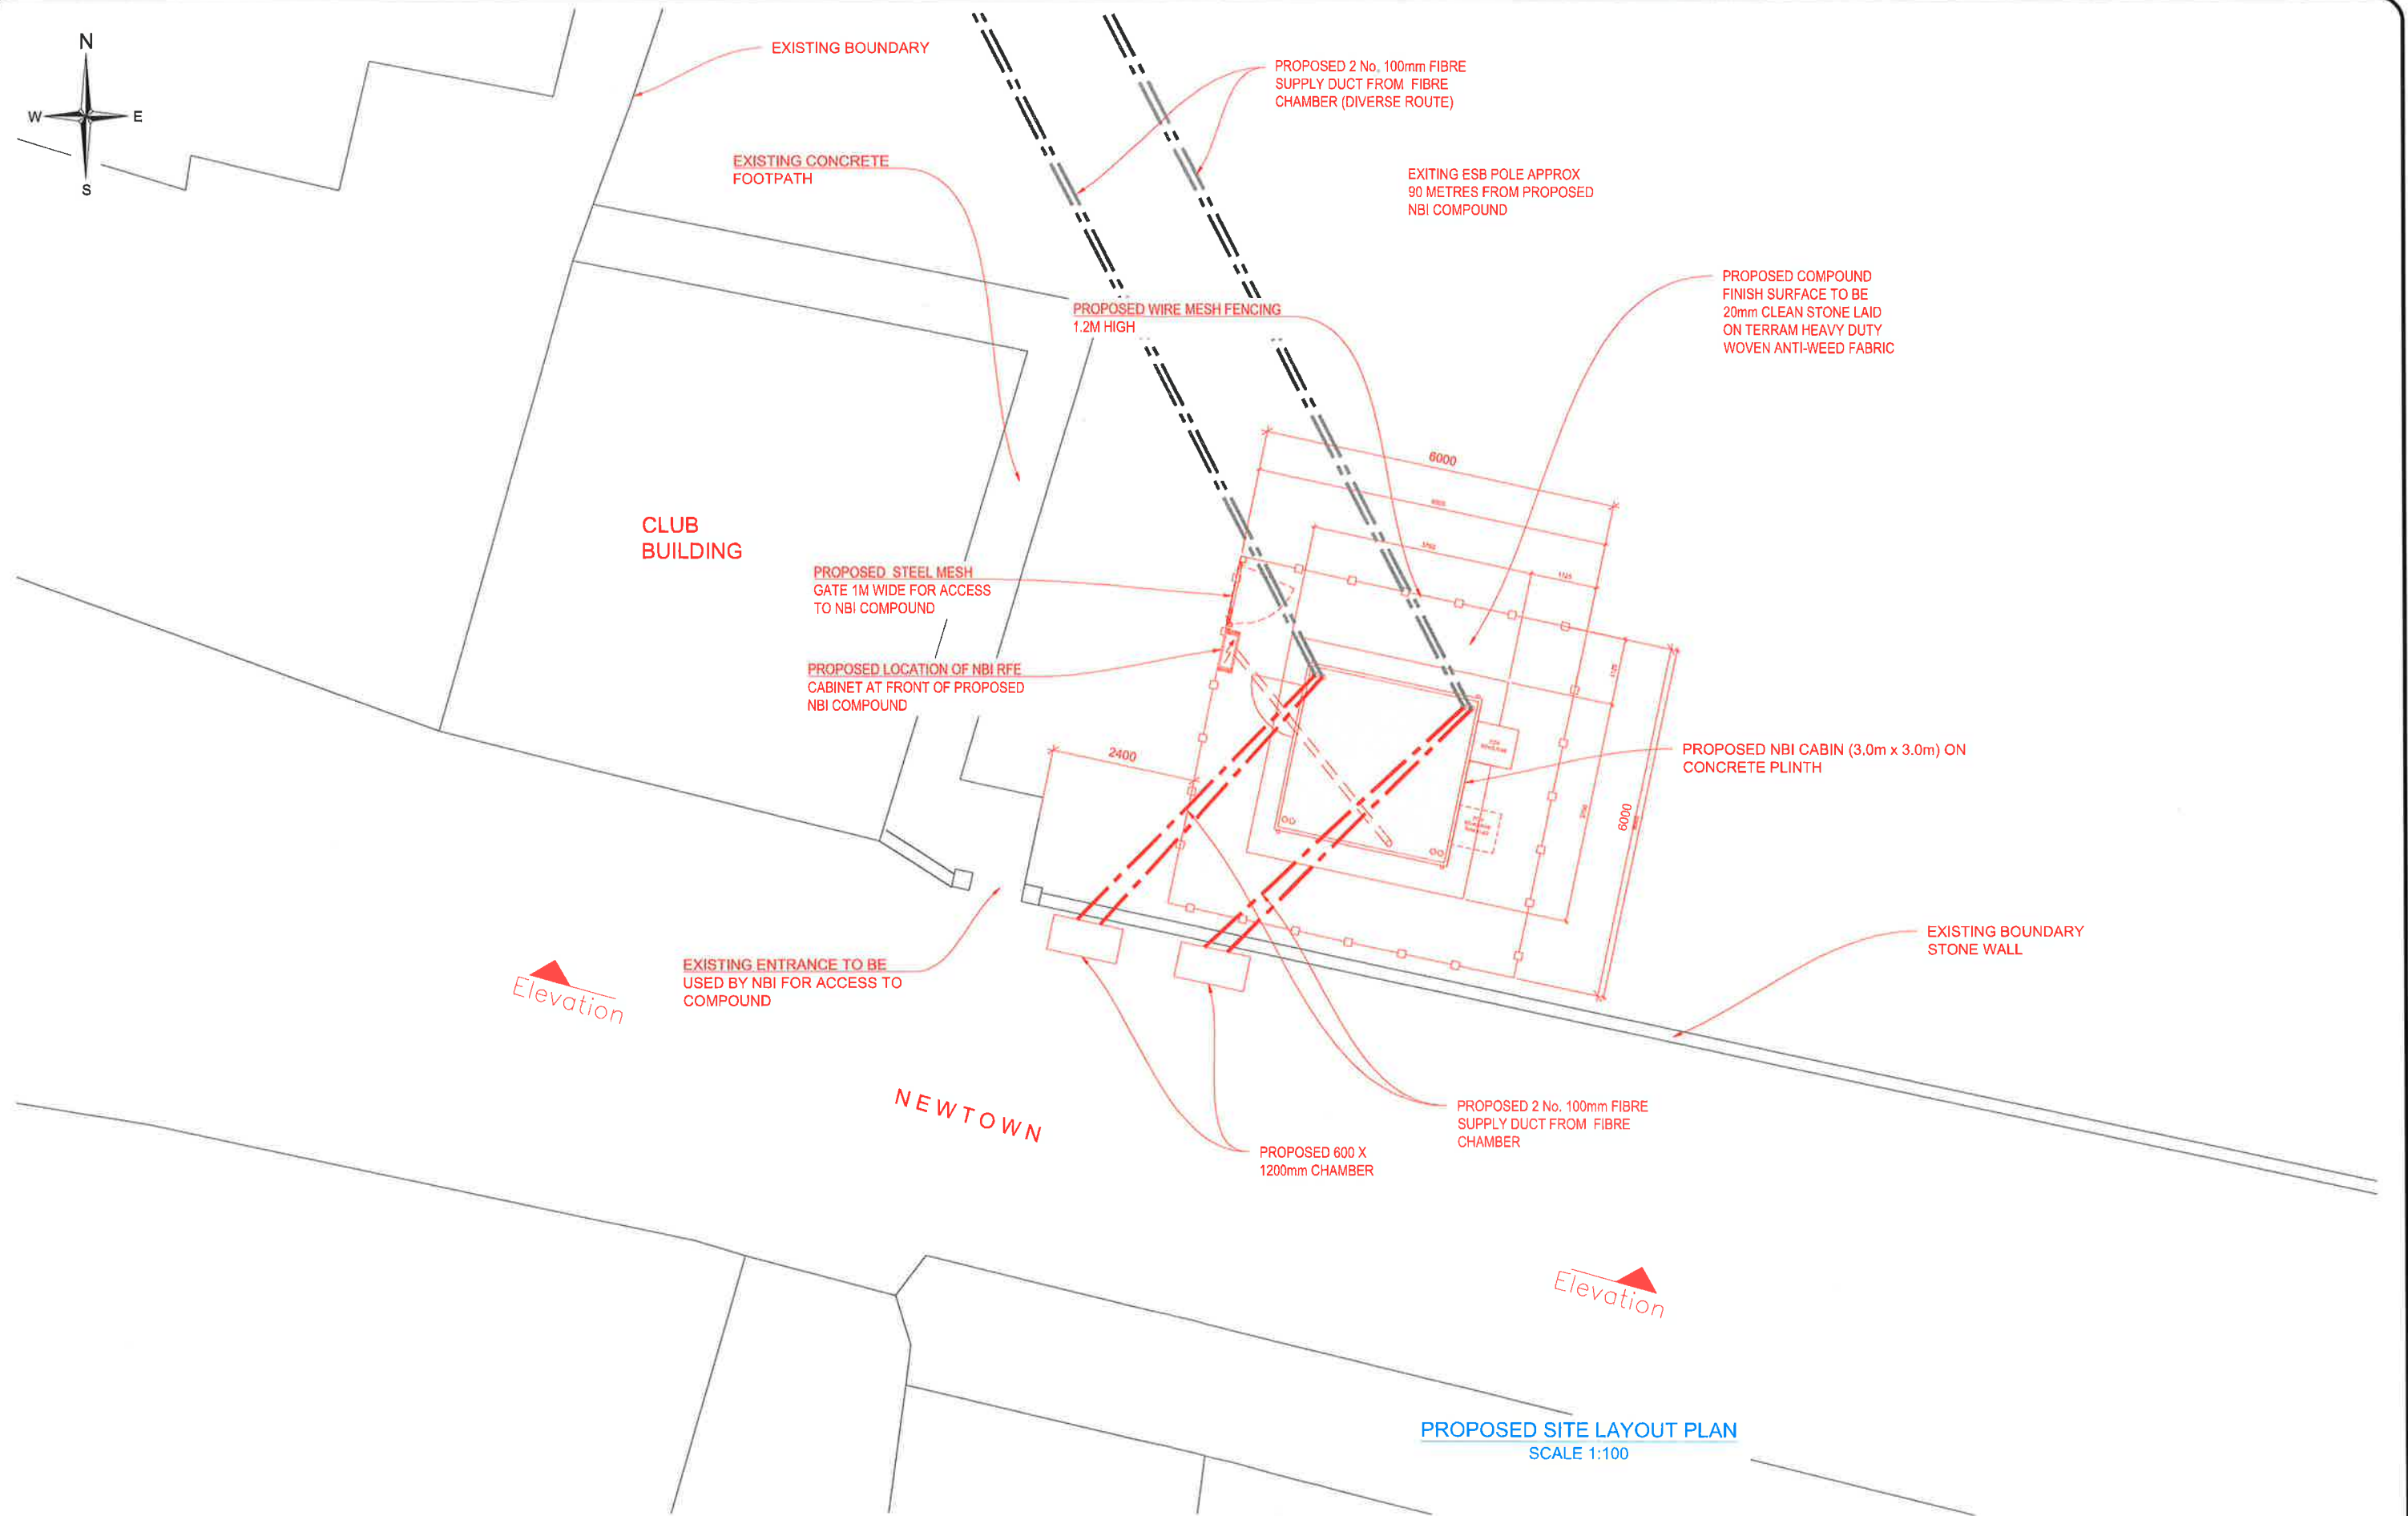 N
W
E
S
EXISTING BOUNDARY
PROPOSED 2 No. 100mm FIBRE
SUPPLY DUCT FROM FIBRE
CHAMBER (DIVERSE ROUTE)
EXISTING CONCRETE
FOOTPATH
EXITING ESB POLE APPROX
90 METRES FROM PROPOSED
NBI COMPOUND
PROPOSED COMPOUND
FINISH SURFACE TO BE
20mm CLEAN STONE LAID
ON TERRAM HEAVY DUTY
WOVEN ANTI-WEED FABRIC
PROPOSED WIRE MESH FENCING
1.2M HIGH
6000
CLUB
BUILDING
PROPOSED STEEL MESH
GATE 1M WIDE FOR ACCESS
TO NBI COMPOUND
1125
PROPOSED LOCATION OF NBI RFE
CABINET AT FRONT OF PROPOSED
NBI COMPOUND
1125
2400
PROPOSED NBI CABIN (3.0m x 3.0m) ON
CONCRETE PLINTH
6000
EXISTING BOUNDARY
STONE WALL
EXISTING ENTRANCE TO BE
USED BY NBI FOR ACCESS TO
COMPOUND
Elevation
NEWTOWN
PROPOSED 2 No. 100mm FIBRE
SUPPLY DUCT FROM FIBRE
CHAMBER
PROPOSED 600 X
1200mm CHAMBER
Elevation
PROPOSED SITE LAYOUT PLAN
SCALE 1:100